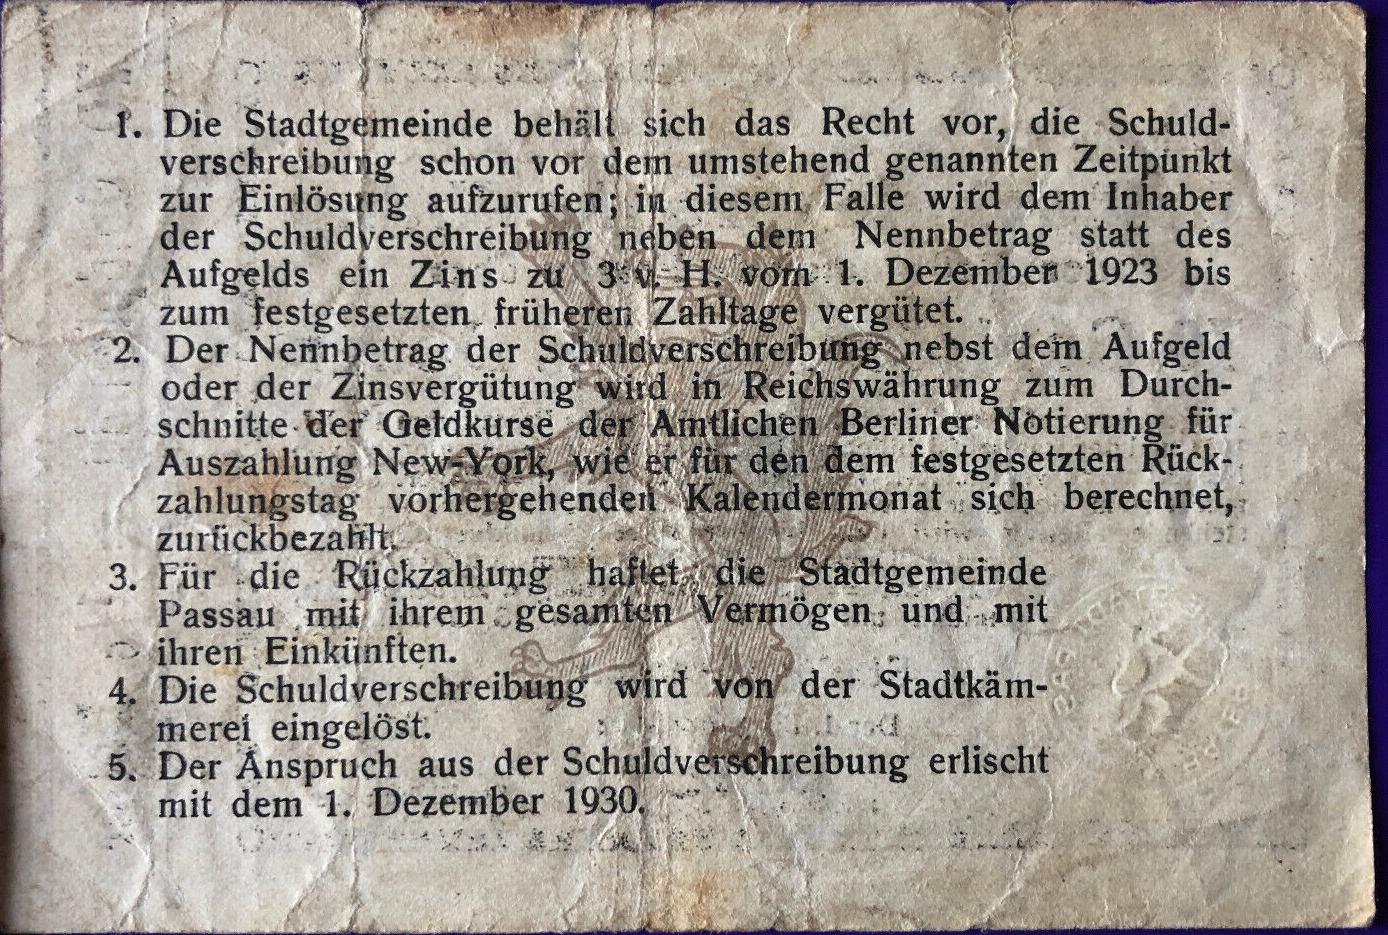 1. Die Stadtgemeinde behält sich das Recht vor, die Schuld-
verschreibung schon vor dem umstehend genannten Zeitpunkt
zur Einlösung aufzurufen; in diesem Falle wird dem Inhaber
der Schuldverschreibung neben dem Nennbetrag statt des
Aufgelds ein Zins zu 3 v. H. vom 1. Dezember 1923 bis
zum festgesetzten früheren Zahltage vergütet.
2. Der Nennbetrag der Schuldverschreibung nebst dem Aufgeld
oder der Zinsvergütung wird in Reichswährung zum Durch-
schnitte der Geldkurse der Amtlichen Berliner Notierung für
Auszahlung New-York, wie er für den dem festgesetzten Rück-
zahlungstag vorhergehenden Kalendermonat sich berechnet,
zurückbezahlt.
3. Für die Rückzahlung haftet die Stadtgemeinde
Passau mit ihrem gesamten Vermögen und mit
ihren Einkünften.
4. Die Schuldverschreibung wird von der Stadtkäm-
merei eingelöst.
5. Der Anspruch aus der Schuldverschreibung erlischt
mit dem 1. Dezember 1930.